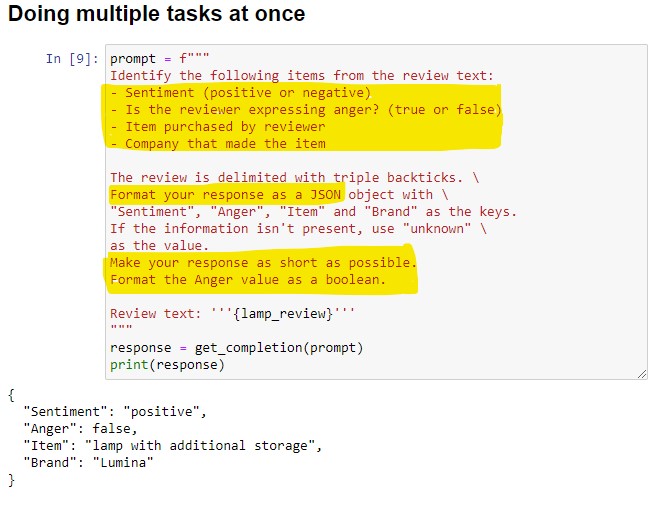 Doing multiple tasks at once
In [9]: prompt = f"""
Identify the following items from the review text:
- Sentiment (positive or negative)
- Is the reviewer expressing anger? (true or false)
- Item purchased by reviewer
- Company that made the item
The review is delimited with triple backticks. \
Format your response as a JSON object with \
"Sentiment", "Anger", "Item" and "Brand" as the keys.
If the information isn't present, use "unknown" \
as the value.
Make your response as short as possible.
Format the Anger value as a boolean.
Review text: '''{lamp_review}'''
"""
response = get_completion(prompt)
print(response)
{
"Sentiment": "positive",
"Anger": false,
"Item": "lamp with additional storage",
"Brand": "Lumina"
}